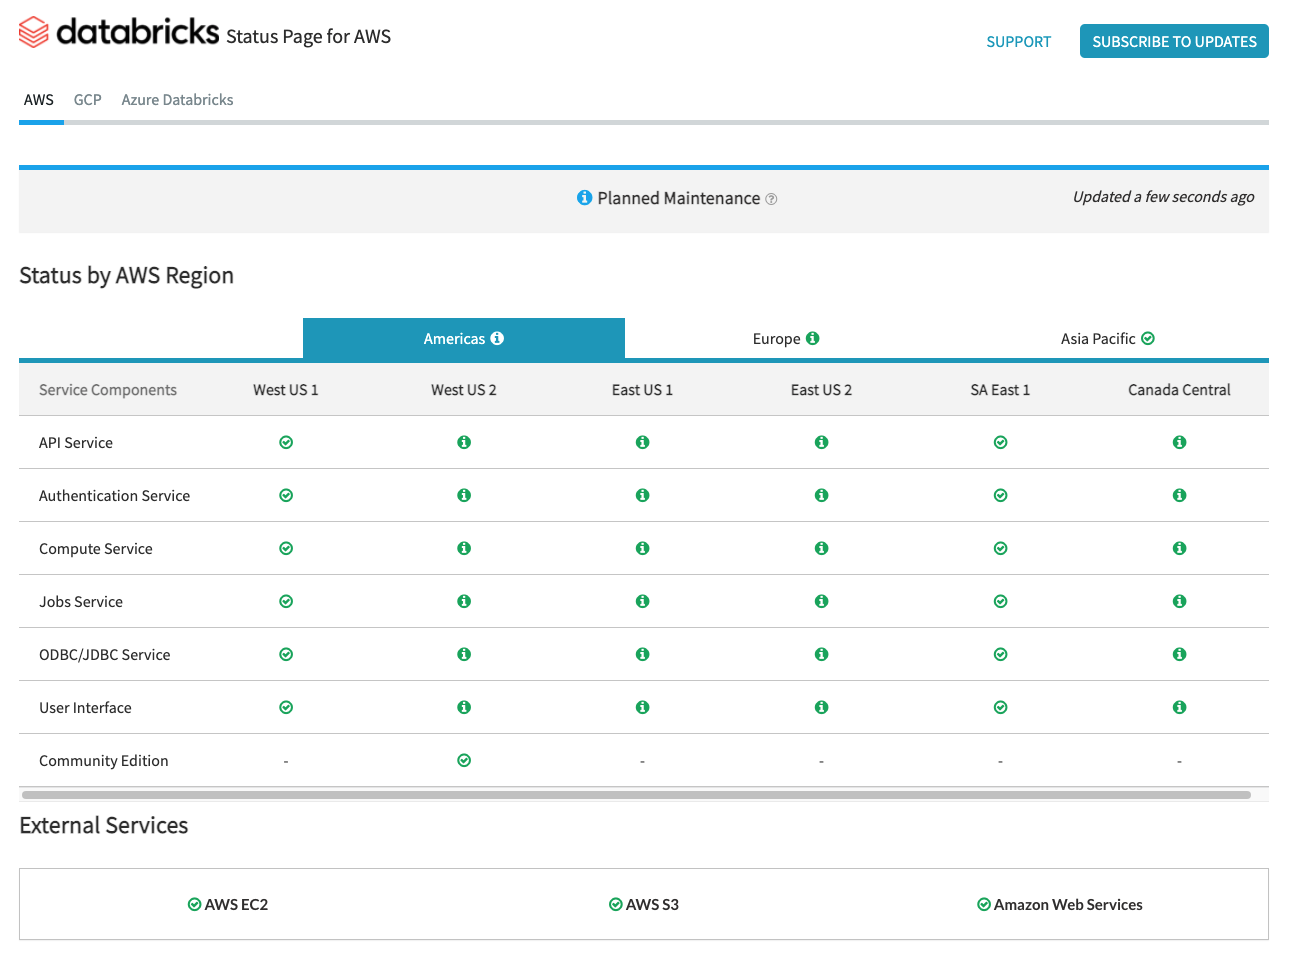 databricks Status Page for AWS
SUPPORT
SUBSCRIBE TO UPDATES
AWS GCP Azure Databricks
Planned Maintenance ?
Updated a few seconds ago
Status by AWS Region
Americas Europe Asia Pacific
Service Components West US 1 West US 2 East US 1 East US 2 SA East 1 Canada Central
API Service
Authentication Service
Compute Service
Jobs Service
ODBC/JDBC Service
User Interface
Community Edition - - - - -
External Services
AWS EC2 AWS S3 Amazon Web Services